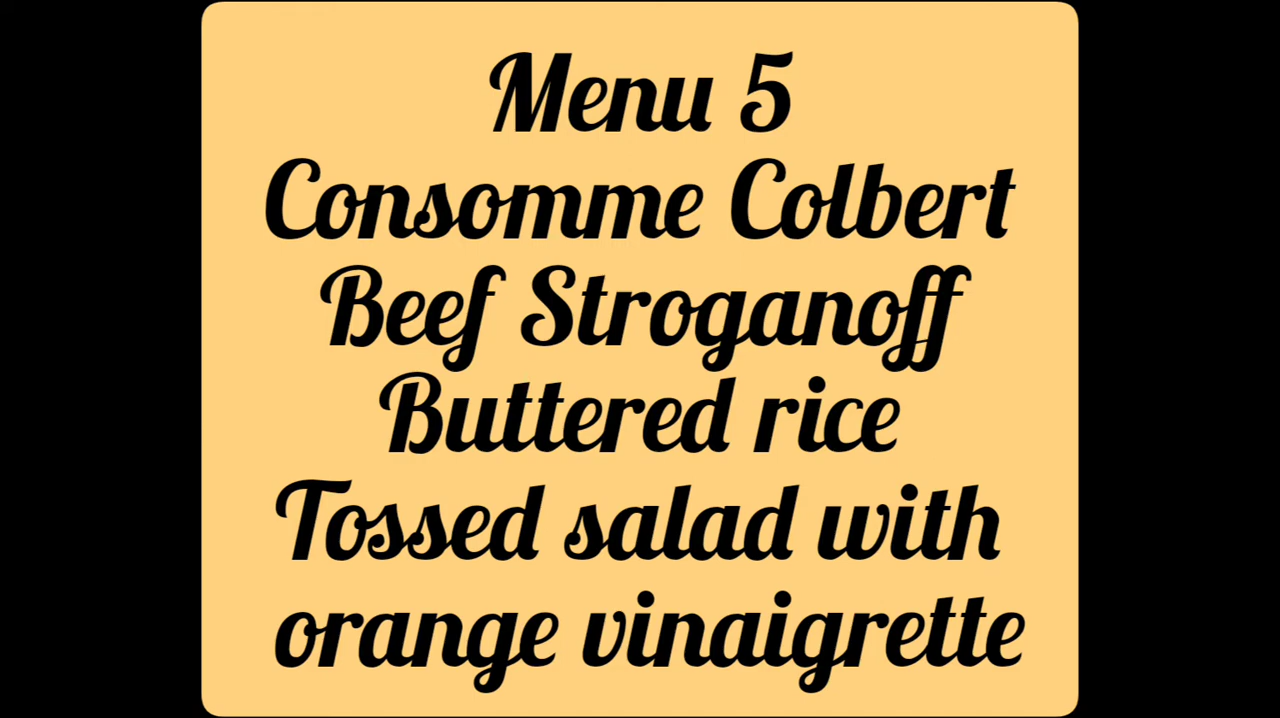 Menu 5
Consomme Colbert
Beef Stroganoff
Buttered rice
Tossed salad with
orange vinaigrette